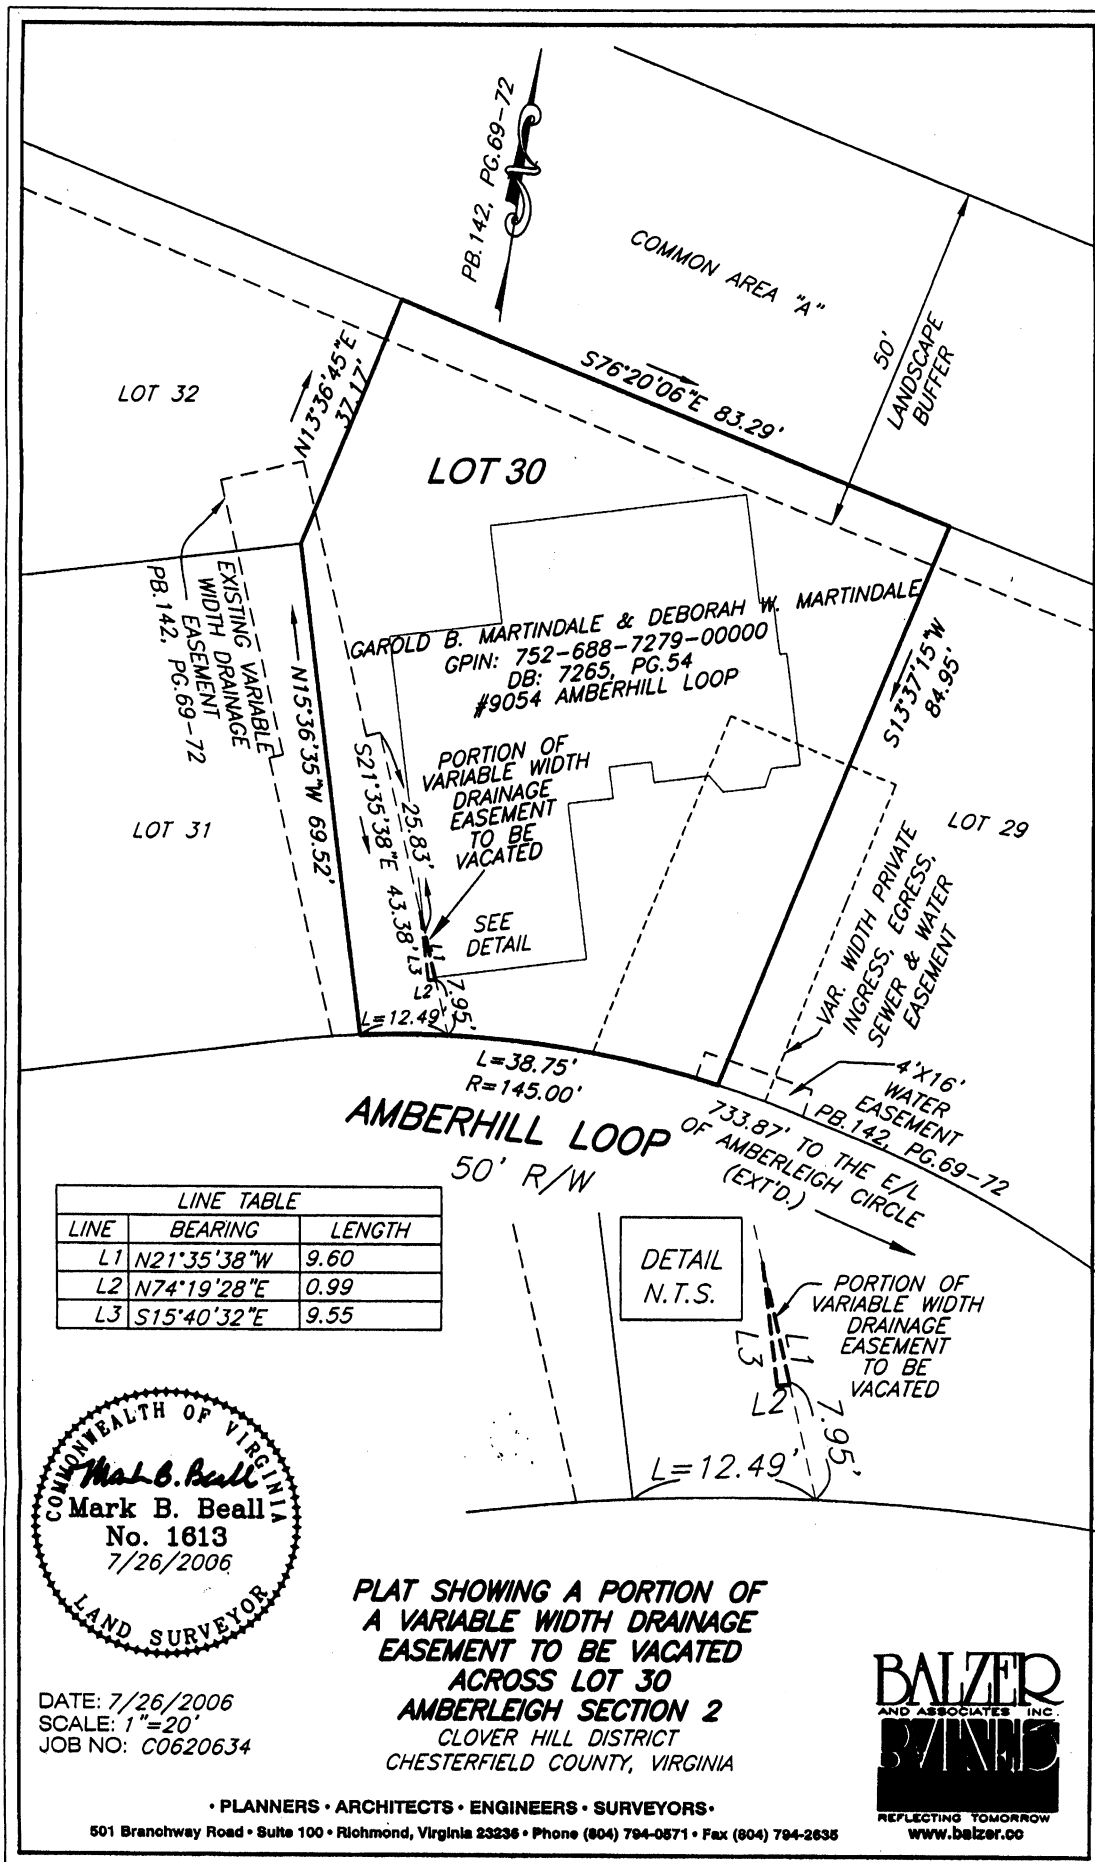 PB.142, PG.69-72
COMMON AREA "A"
50'
LANDSCAPE
BUFFER
LOT 32
N13°36'45"E
37.17'
S76°20'06"E 83.29'
LOT 30
EXISTING VARIABLE
WIDTH DRAINAGE
EASEMENT
PB.142, PG.69-72
GAROLD B. MARTINDALE & DEBORAH W. MARTINDALE
GPIN: 752-688-7279-00000
DB: 7265, PG.54
#9054 AMBERHILL LOOP
S13°37'15"W
84.95'
N15°36'35"W 69.52'
S21°35'38"E 43.38'
25.83'
PORTION OF
VARIABLE WIDTH
DRAINAGE
EASEMENT
TO BE
VACATED
LOT 31
LOT 29
SEE
DETAIL
L1
L3
L2
7.95'
VAR. WIDTH PRIVATE
INGRESS, EGRESS,
SEWER & WATER
EASEMENT
L=12.49'
L=38.75'
R=145.00'
4'X16'
WATER
EASEMENT
PB.142, PG.69-72
AMBERHILL LOOP
50' R/W
733.87' TO THE E/L
OF AMBERLEIGH CIRCLE
(EXT'D.)
LINE TABLE
LINE BEARING LENGTH
L1 N21°35'38"W 9.60
L2 N74°19'28"E 0.99
L3 S15°40'32"E 9.55
DETAIL
N.T.S.
PORTION OF
VARIABLE WIDTH
DRAINAGE
EASEMENT
TO BE
VACATED
L1
L3
L2
7.95'
L=12.49'
COMMONWEALTH OF VIRGINIA
Mark B. Beall
Mark B. Beall
No. 1613
7/26/2006
LAND SURVEYOR
PLAT SHOWING A PORTION OF
A VARIABLE WIDTH DRAINAGE
EASEMENT TO BE VACATED
ACROSS LOT 30
AMBERLEIGH SECTION 2
CLOVER HILL DISTRICT
CHESTERFIELD COUNTY, VIRGINIA
DATE: 7/26/2006
SCALE: 1"=20'
JOB NO: C0620634
BALZER
AND ASSOCIATES INC.
REFLECTING TOMORROW
www.balzer.cc
• PLANNERS • ARCHITECTS • ENGINEERS • SURVEYORS •
501 Branchway Road • Suite 100 • Richmond, Virginia 23236 • Phone (804) 794-0571 • Fax (804) 794-2635